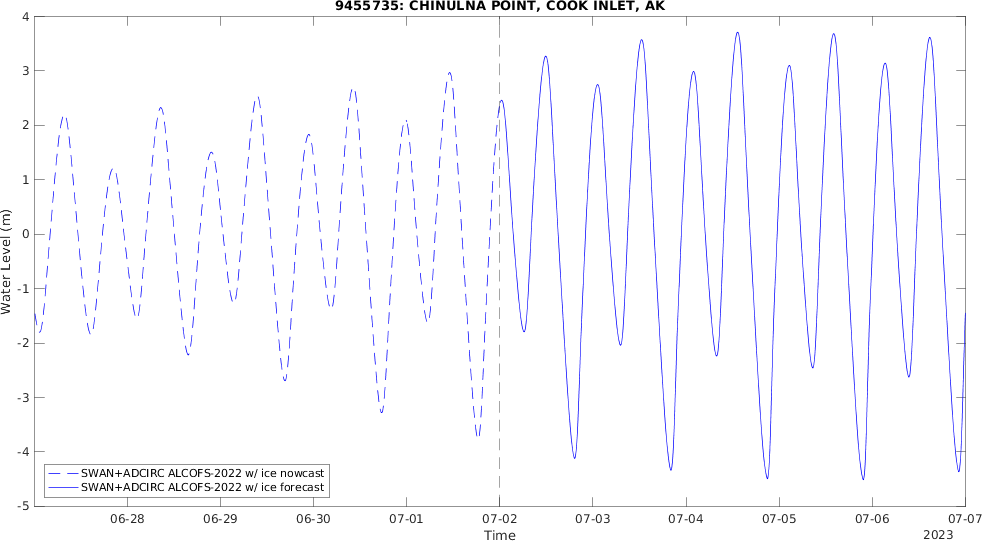 9455735: CHINULNA POINT, COOK INLET, AK
4
3
2
1
0
-1
-2
-3
-4
-5
Water Level (m)
SWAN+ADCIRC ALCOFS-2022 w/ ice nowcast
SWAN+ADCIRC ALCOFS-2022 w/ ice forecast
06-28 06-29 06-30 07-01 07-02 07-03 07-04 07-05 07-06 07-07
Time
2023